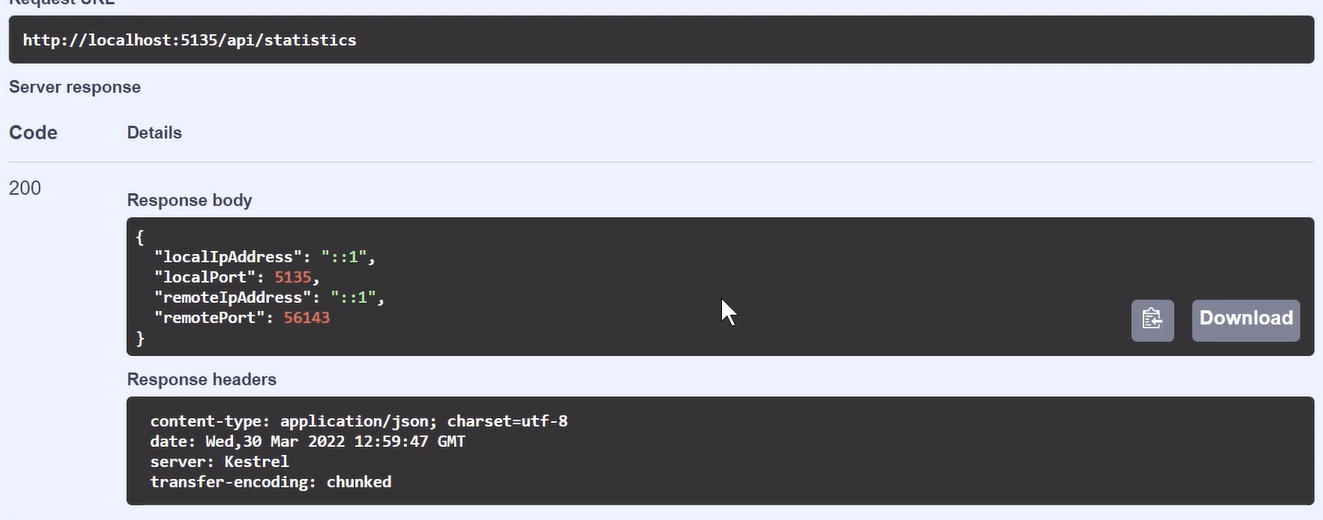 Request URL
http://localhost:5135/api/statistics
Server response
Code Details
200
Response body
{
  "localIpAddress": "::1",
  "localPort": 5135,
  "remoteIpAddress": "::1",
  "remotePort": 56143
}
Download
Response headers
content-type: application/json; charset=utf-8
date: Wed,30 Mar 2022 12:59:47 GMT
server: Kestrel
transfer-encoding: chunked